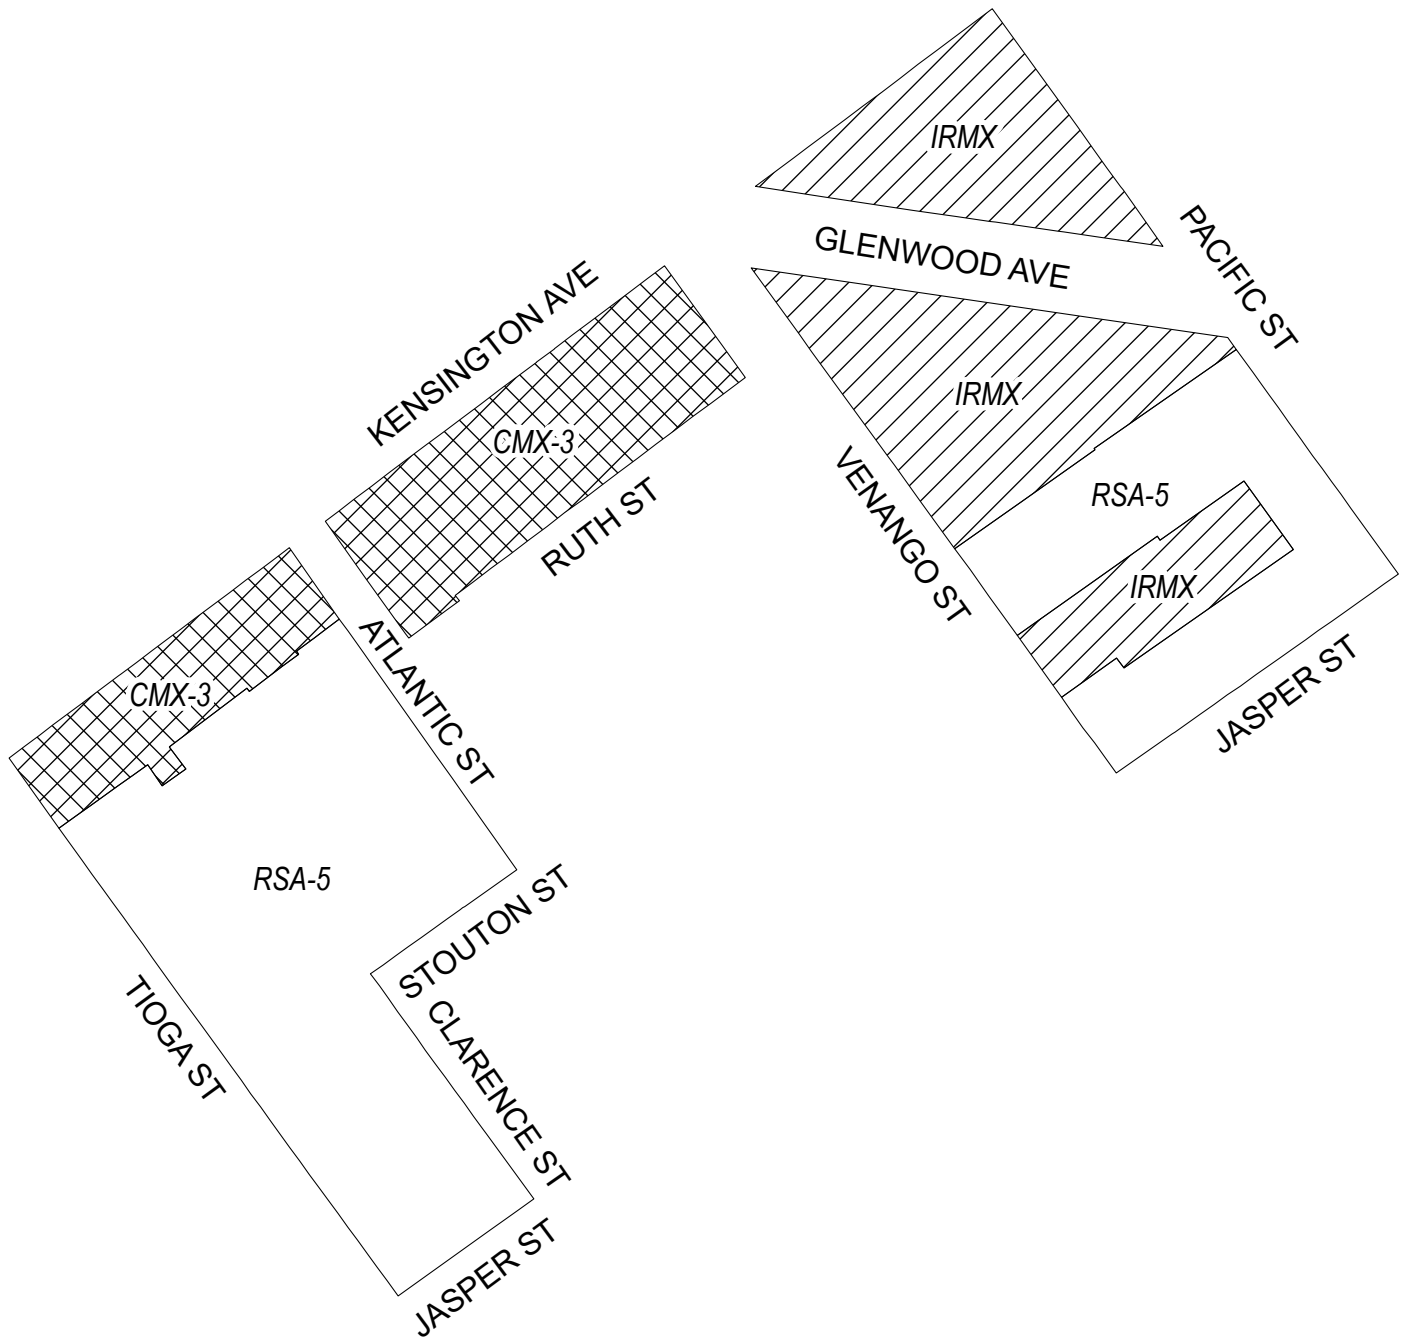 IRMX
PACIFIC ST
GLENWOOD AVE
KENSINGTON AVE
IRMX
CMX-3
VENANGO ST
RSA-5
RUTH ST
IRMX
ATLANTIC ST
CMX-3
JASPER ST
RSA-5
STOUTON ST
TIOGA ST
CLARENCE ST
JASPER ST